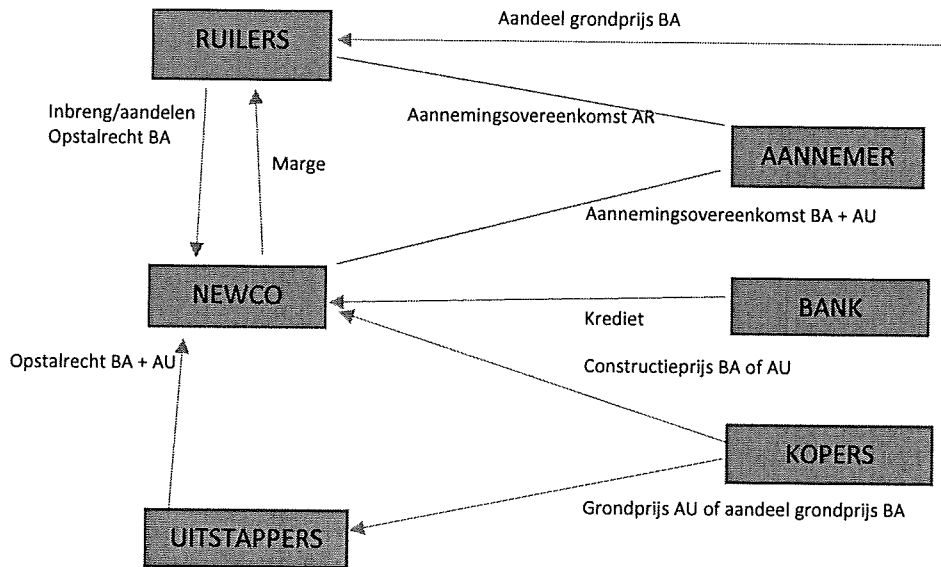 Aandeel grondprijs BA
RUILERS
Inbreng/aandelen
Opstalrecht BA
Marge
Aannemingsovereenkomst AR
AANNEMER
Aannemingsovereenkomst BA + AU
NEWCO
BANK
Krediet
Opstalrecht BA + AU
Constructieprijs BA of AU
KOPERS
Grondprijs AU of aandeel grondprijs BA
UITSTAPPERS